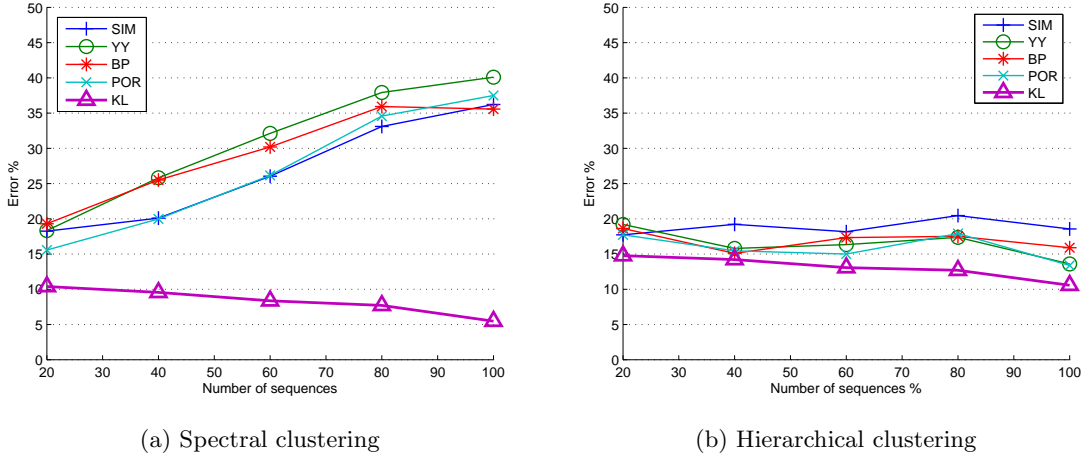 50
45
40
35
30
25
20
15
10
5
0
Error %
SIM
YY
BP
POR
KL
20 30 40 50 60 70 80 90 100
Number of sequences
(a) Spectral clustering
50
45
40
35
30
25
20
15
10
5
0
Error %
SIM
YY
BP
POR
KL
20 30 40 50 60 70 80 90 100
Number of sequences %
(b) Hierarchical clustering